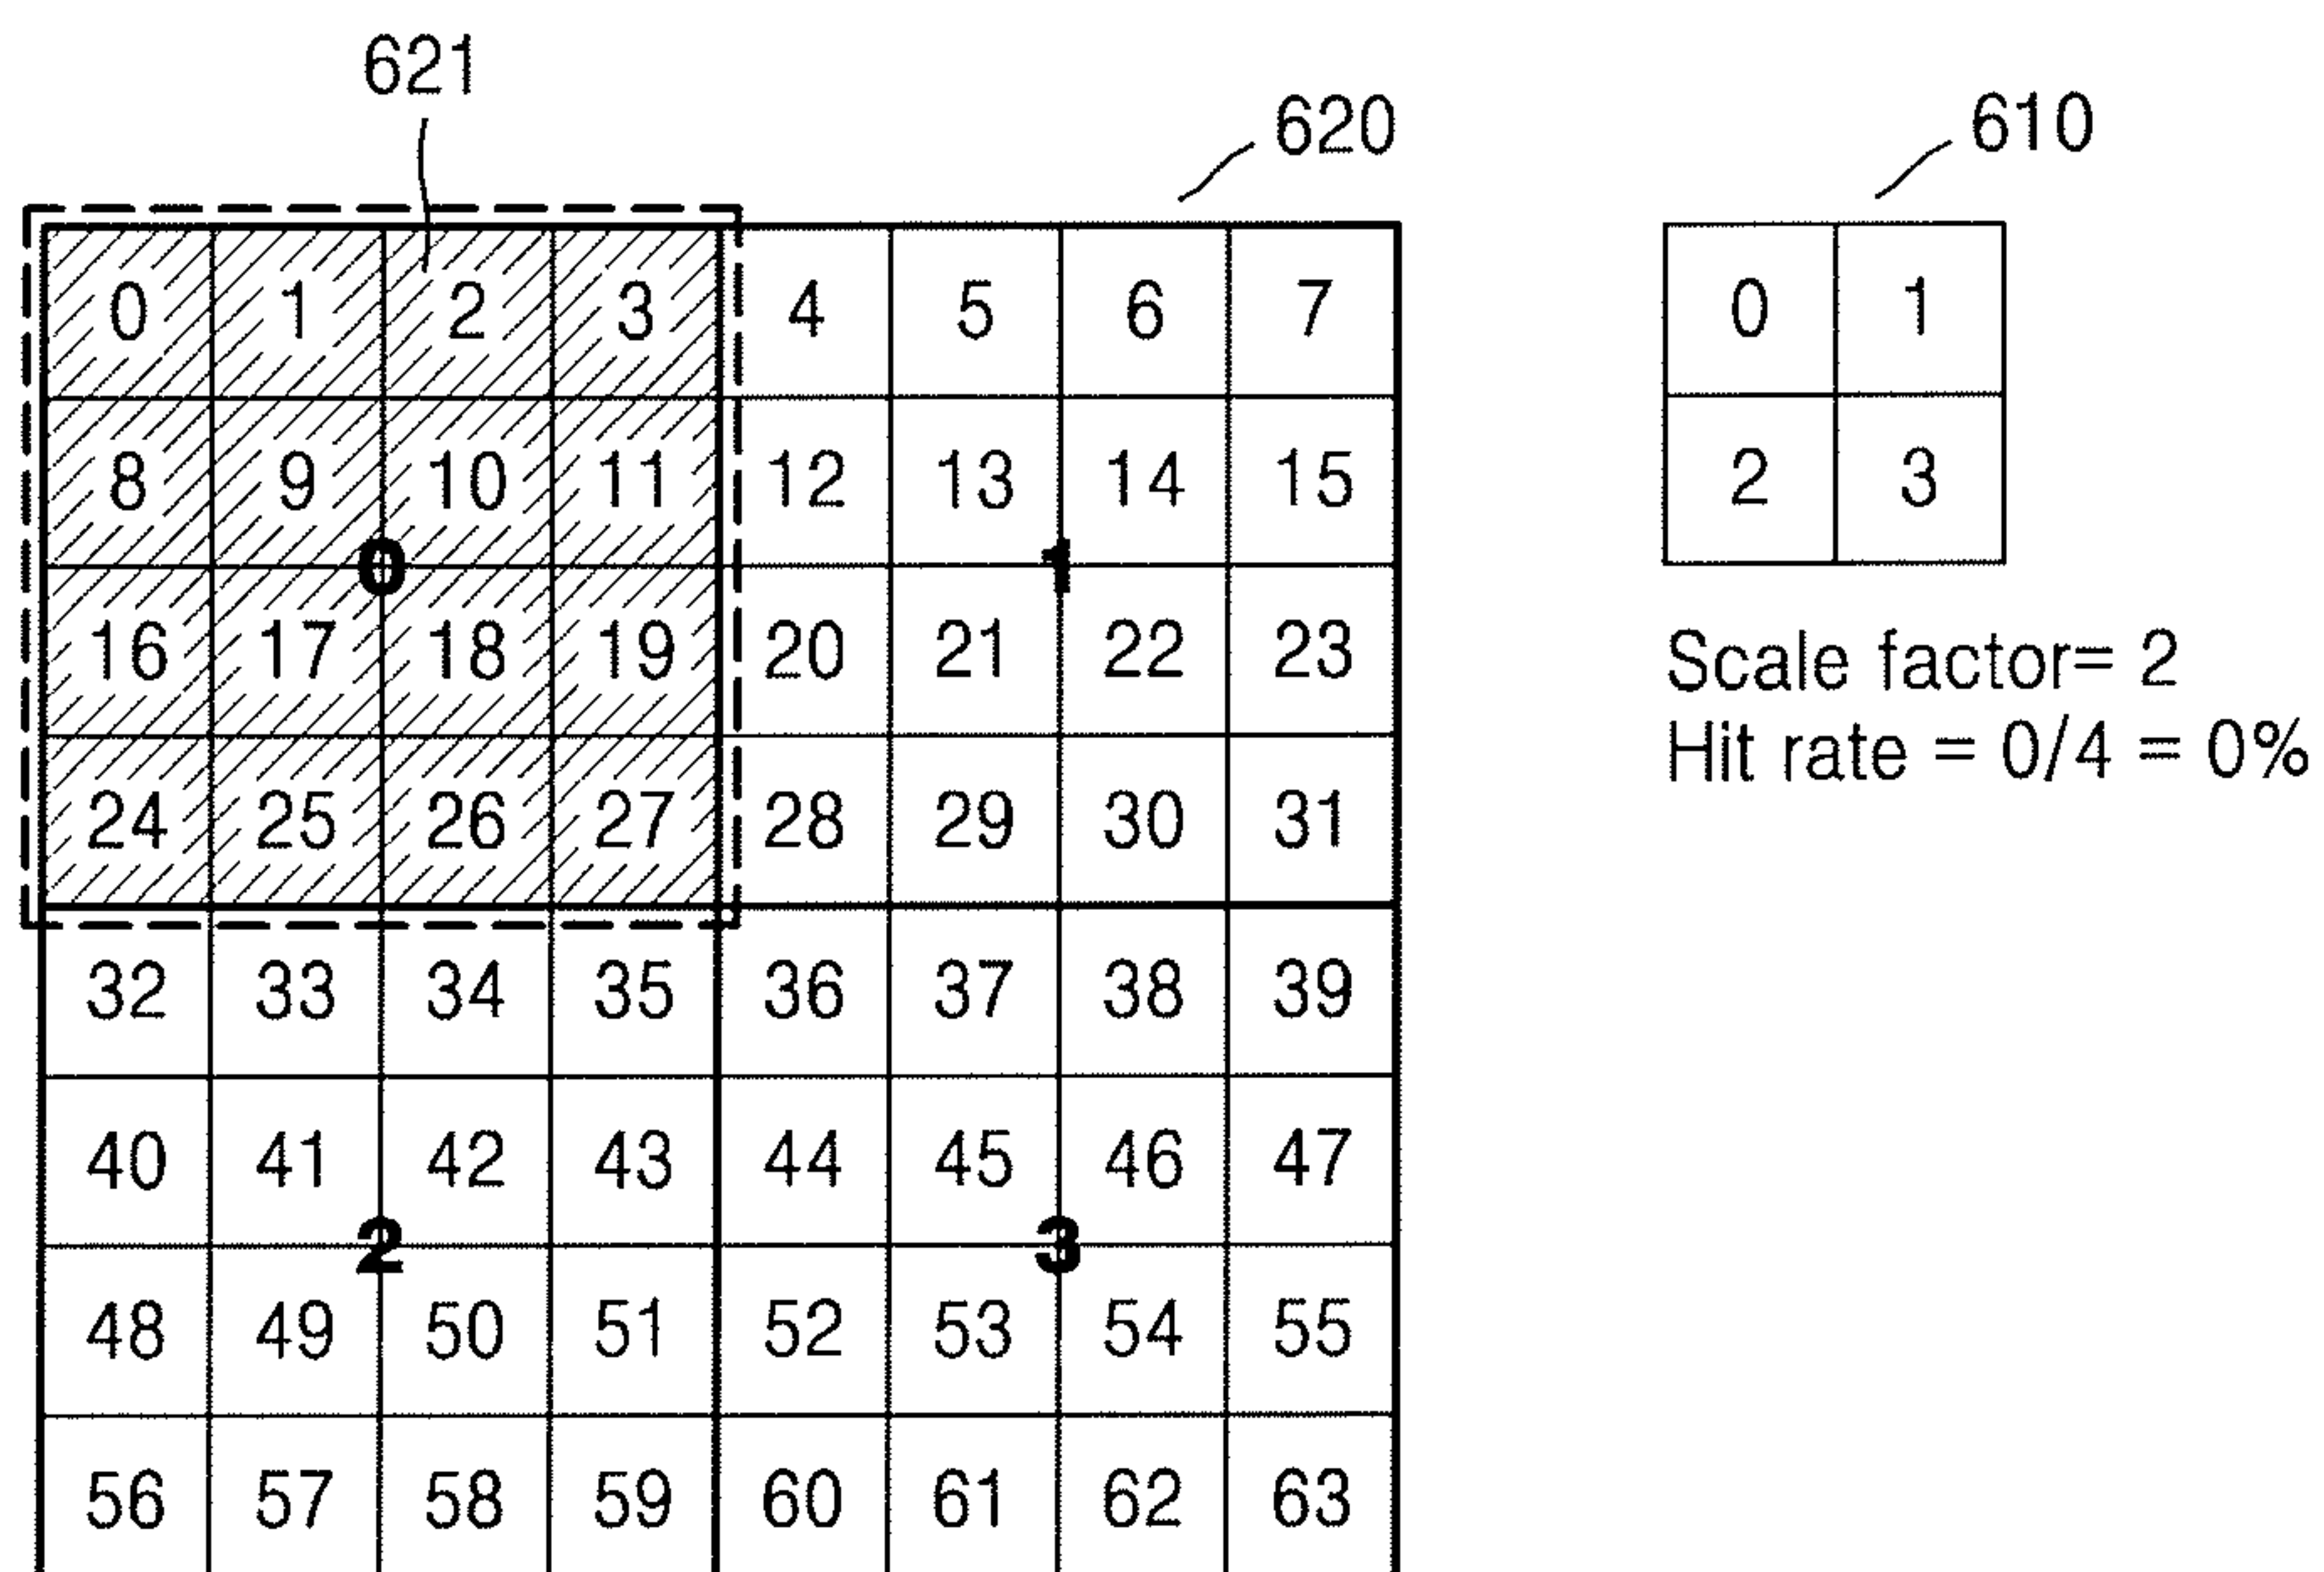 621
620
610
0 1 2 3 4 5 6 7
0 1
8 9 10 11 12 13 14 15
2 3
0 1
16 17 18 19 20 21 22 23
Scale factor= 2
Hit rate = 0/4 = 0%
24 25 26 27 28 29 30 31
32 33 34 35 36 37 38 39
40 41 42 43 44 45 46 47
2 3
48 49 50 51 52 53 54 55
56 57 58 59 60 61 62 63